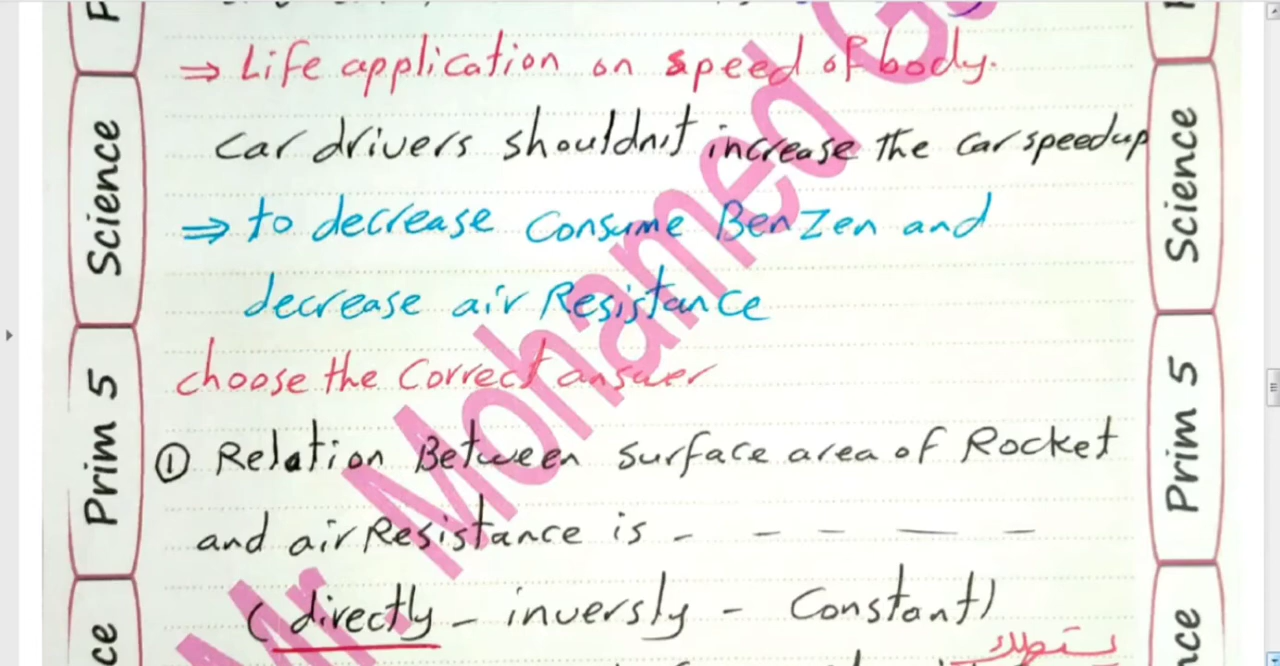 ⇒ Life application on speed of body.
car drivers shouldn't increase the car speedup
⇒ to decrease Consume BenZen and
decrease air Resistance
choose the Correct answer
① Relation Between surface area of Rocket
and air Resistance is - - - - -
( directly - inversly - Constant)
Science
Prim 5
ce
Science
Prim 5
nce
Mr. Mohamed G